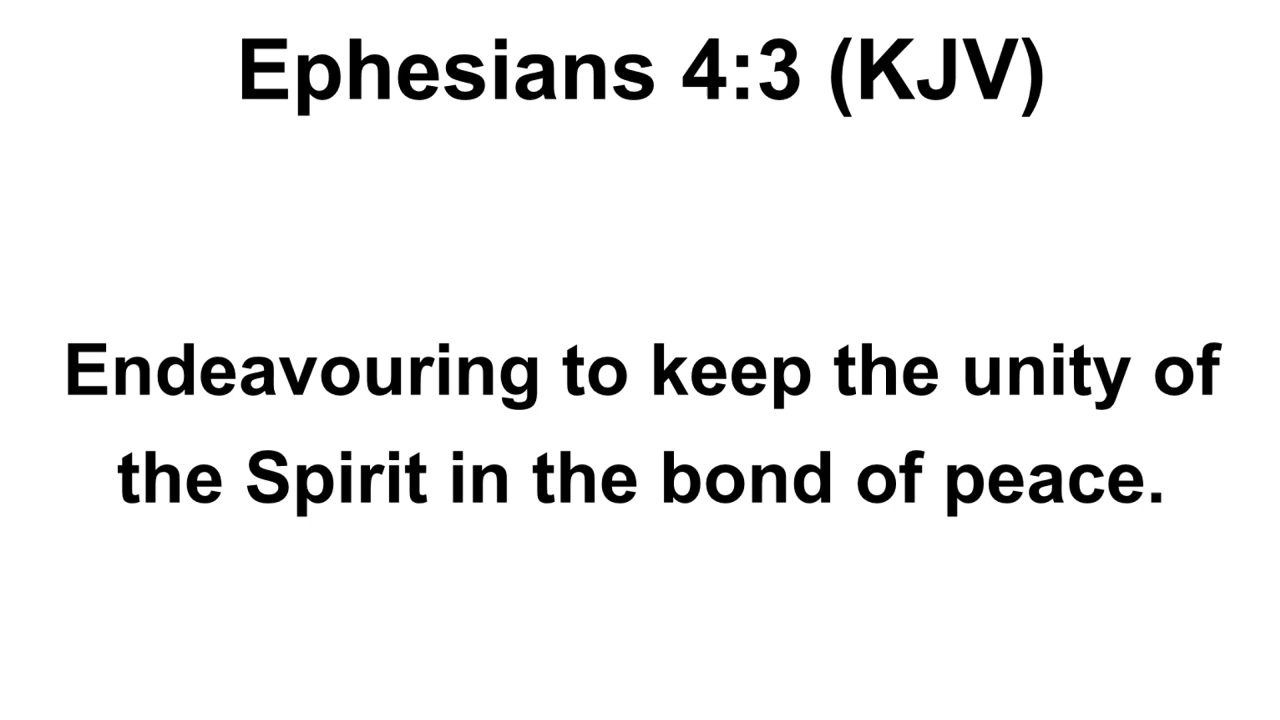 Ephesians 4:3 (KJV)
Endeavouring to keep the unity of
the Spirit in the bond of peace.